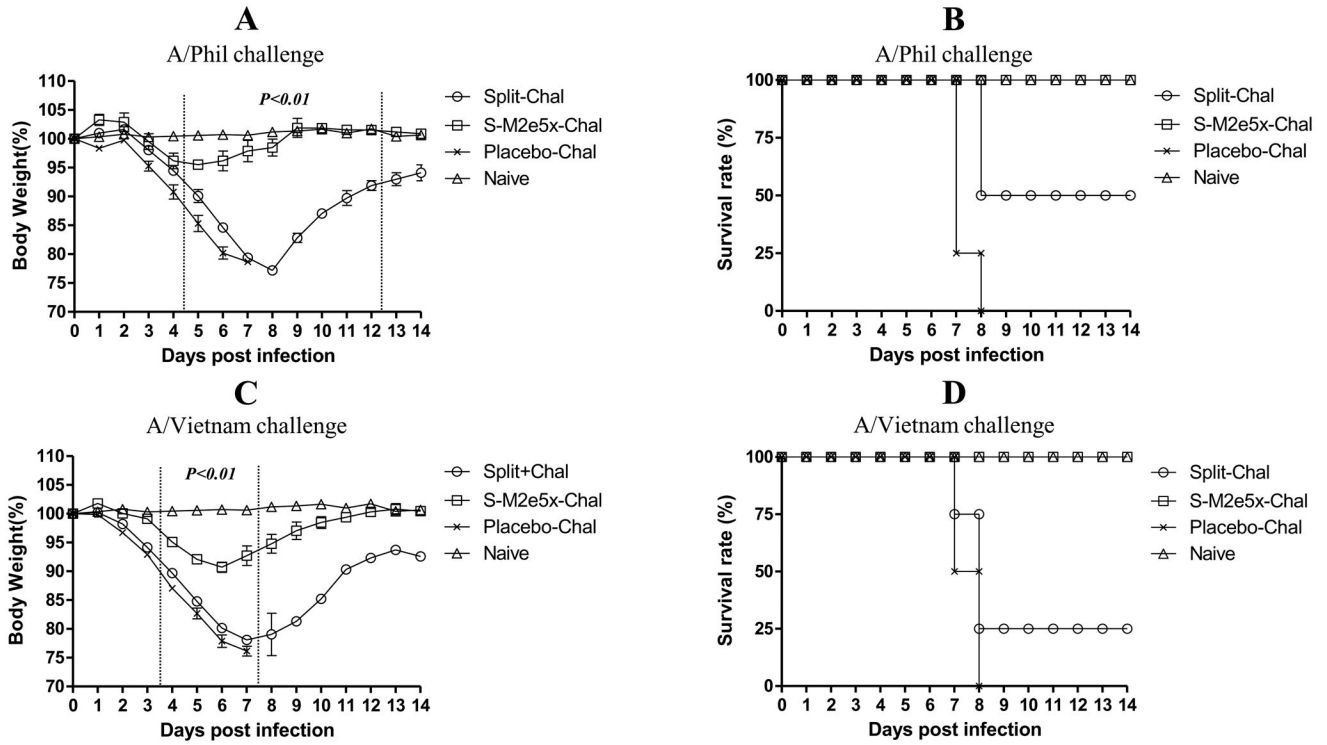 A
A/Phil challenge
110
105
100
95
90
85
80
75
70
Body Weight(%)
P<0.01
0 1 2 3 4 5 6 7 8 9 10 11 12 13 14
Days post infection
Split-Chal
S-M2e5x-Chal
Placebo-Chal
Naive
B
A/Phil challenge
100
75
50
25
0
Survival rate (%)
0 1 2 3 4 5 6 7 8 9 10 11 12 13 14
Days post infection
Split-Chal
S-M2e5x-Chal
Placebo-Chal
Naive
C
A/Vietnam challenge
110
105
100
95
90
85
80
75
70
Body Weight(%)
P<0.01
0 1 2 3 4 5 6 7 8 9 10 11 12 13 14
Days post infection
Split+Chal
S-M2e5x-Chal
Placebo-Chal
Naive
D
A/Vietnam challenge
100
75
50
25
0
Survival rate (%)
0 1 2 3 4 5 6 7 8 9 10 11 12 13 14
Days post infection
Split-Chal
S-M2e5x-Chal
Placebo-Chal
Naive